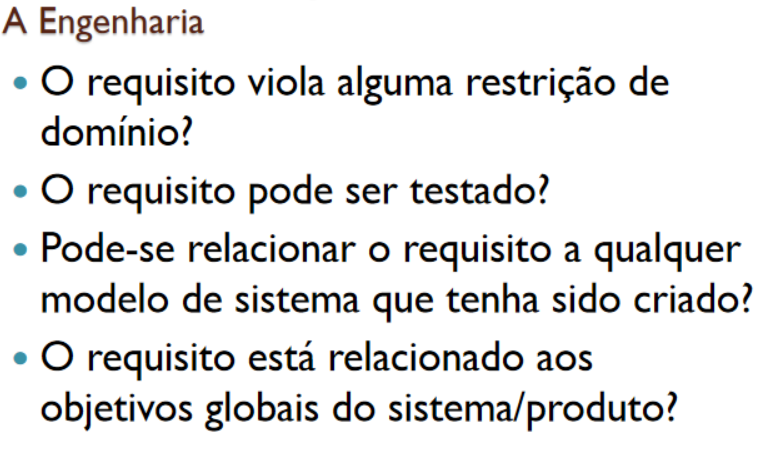 A Engenharia
• O requisito viola alguma restrição de
domínio?
• O requisito pode ser testado?
• Pode-se relacionar o requisito a qualquer
modelo de sistema que tenha sido criado?
• O requisito está relacionado aos
objetivos globais do sistema/produto?